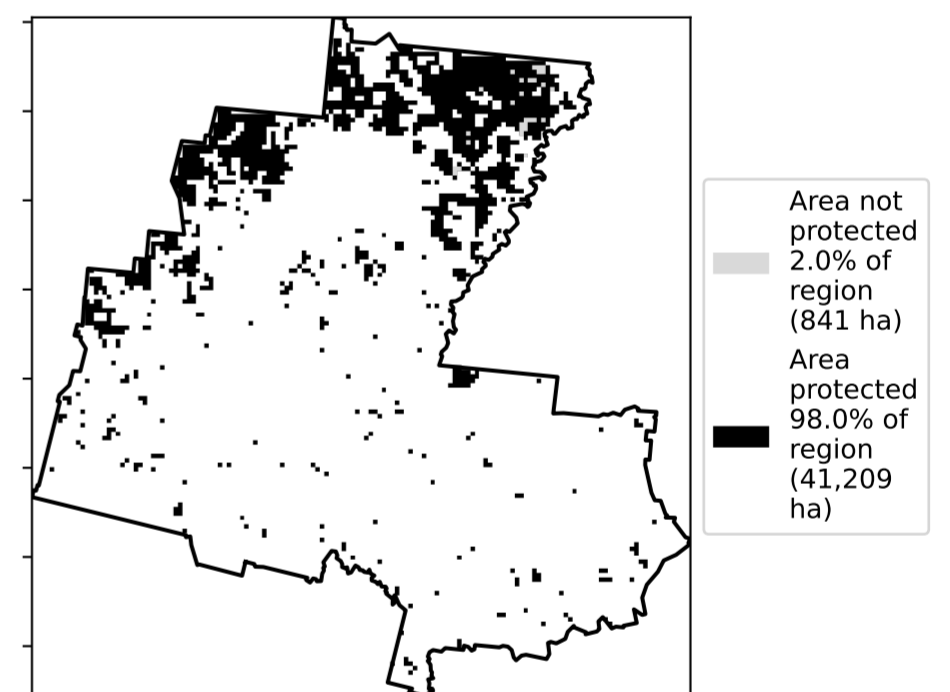 Area not
protected
2.0% of
region
(841 ha)
Area
protected
98.0% of
region
(41,209
ha)